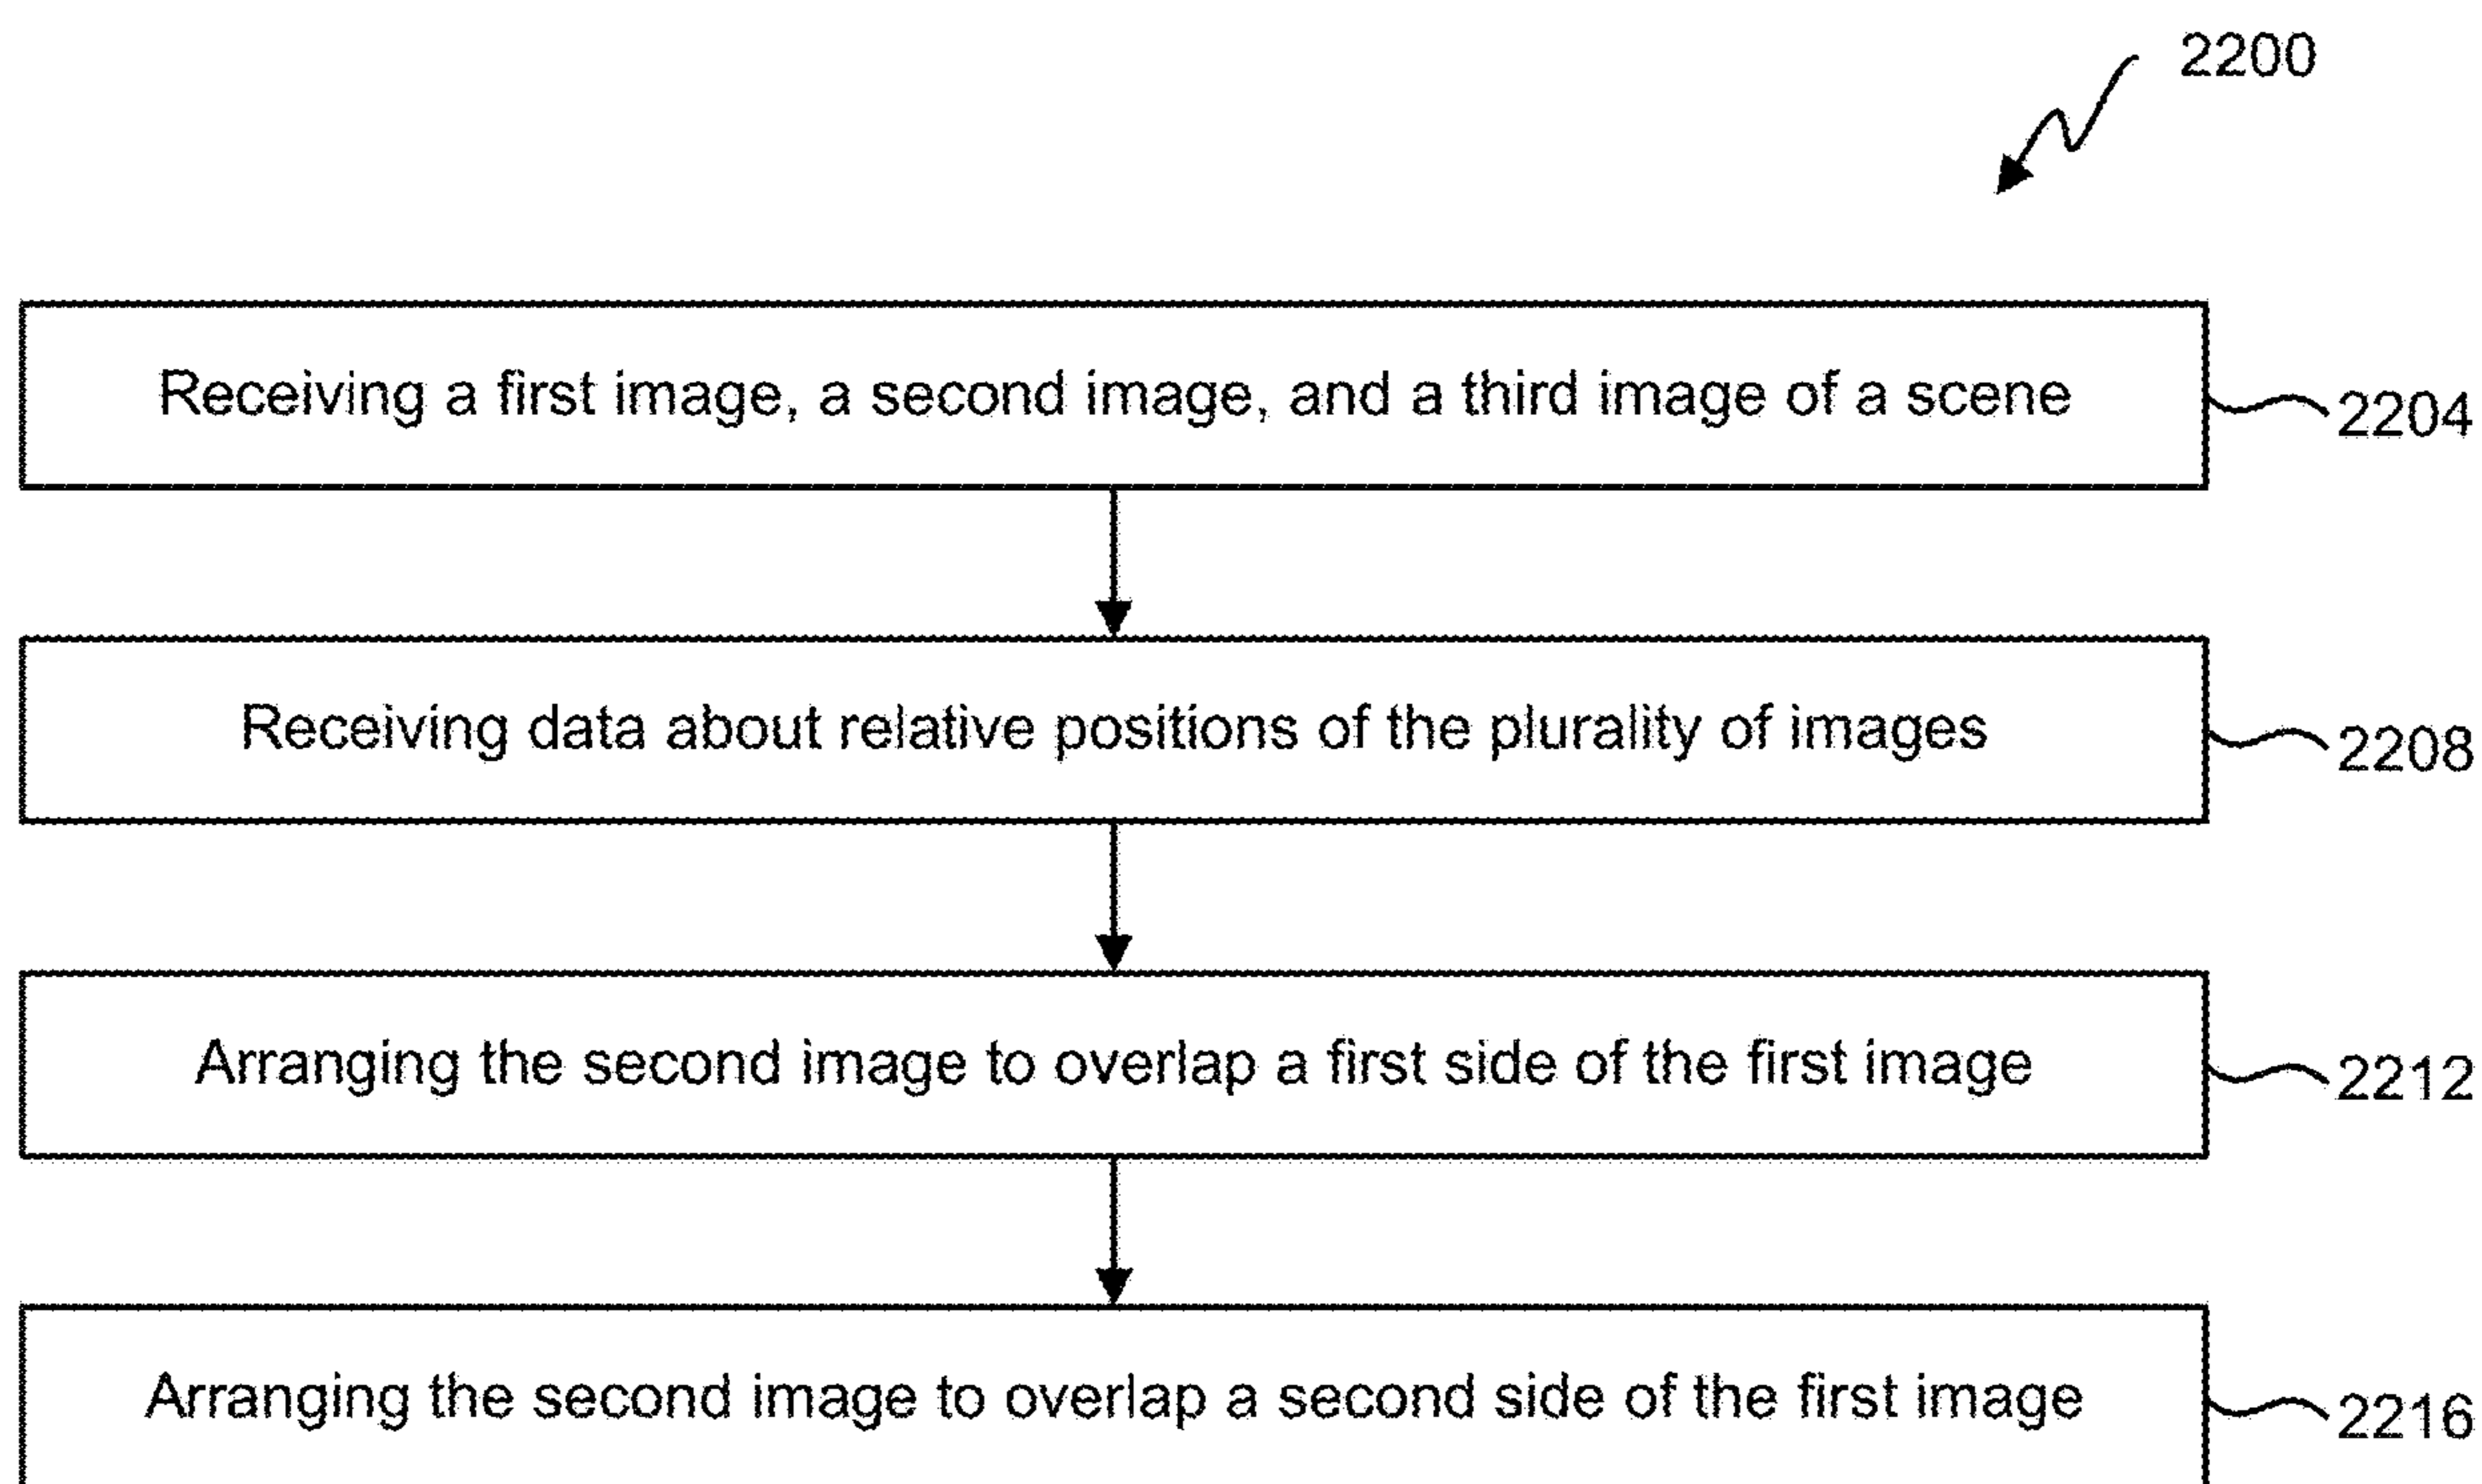 2200
Receiving a first image, a second image, and a third image of a scene
2204
Receiving data about relative positions of the plurality of images
2208
Arranging the second image to overlap a first side of the first image
2212
Arranging the second image to overlap a second side of the first image
2216